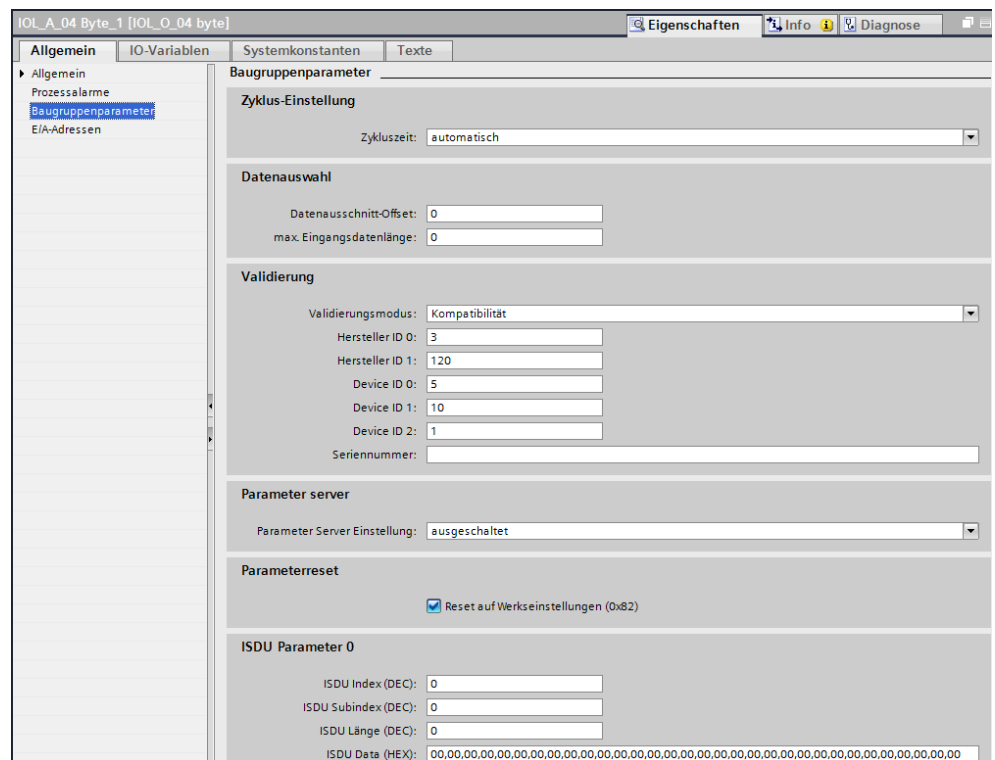 IOL_A_04 Byte_1 [IOL_O_04 byte]
Eigenschaften
Info
Diagnose
Allgemein
IO-Variablen
Systemkonstanten
Texte
Allgemein
Prozessalarme
Baugruppenparameter
E/A-Adressen
Baugruppenparameter
Zyklus-Einstellung
Zykluszeit: automatisch
Datenauswahl
Datenausschnitt-Offset: 0
max. Eingangsdatenlänge: 0
Validierung
Validierungsmodus: Kompatibilität
Hersteller ID 0: 3
Hersteller ID 1: 120
Device ID 0: 5
Device ID 1: 10
Device ID 2: 1
Seriennummer:
Parameter server
Parameter Server Einstellung: ausgeschaltet
Parameterreset
Reset auf Werkseinstellungen (0x82)
ISDU Parameter 0
ISDU Index (DEC): 0
ISDU Subindex (DEC): 0
ISDU Länge (DEC): 0
ISDU Data (HEX): 00,00,00,00,00,00,00,00,00,00,00,00,00,00,00,00,00,00,00,00,00,00,00,00,00,00,00,00,00,00,00,00